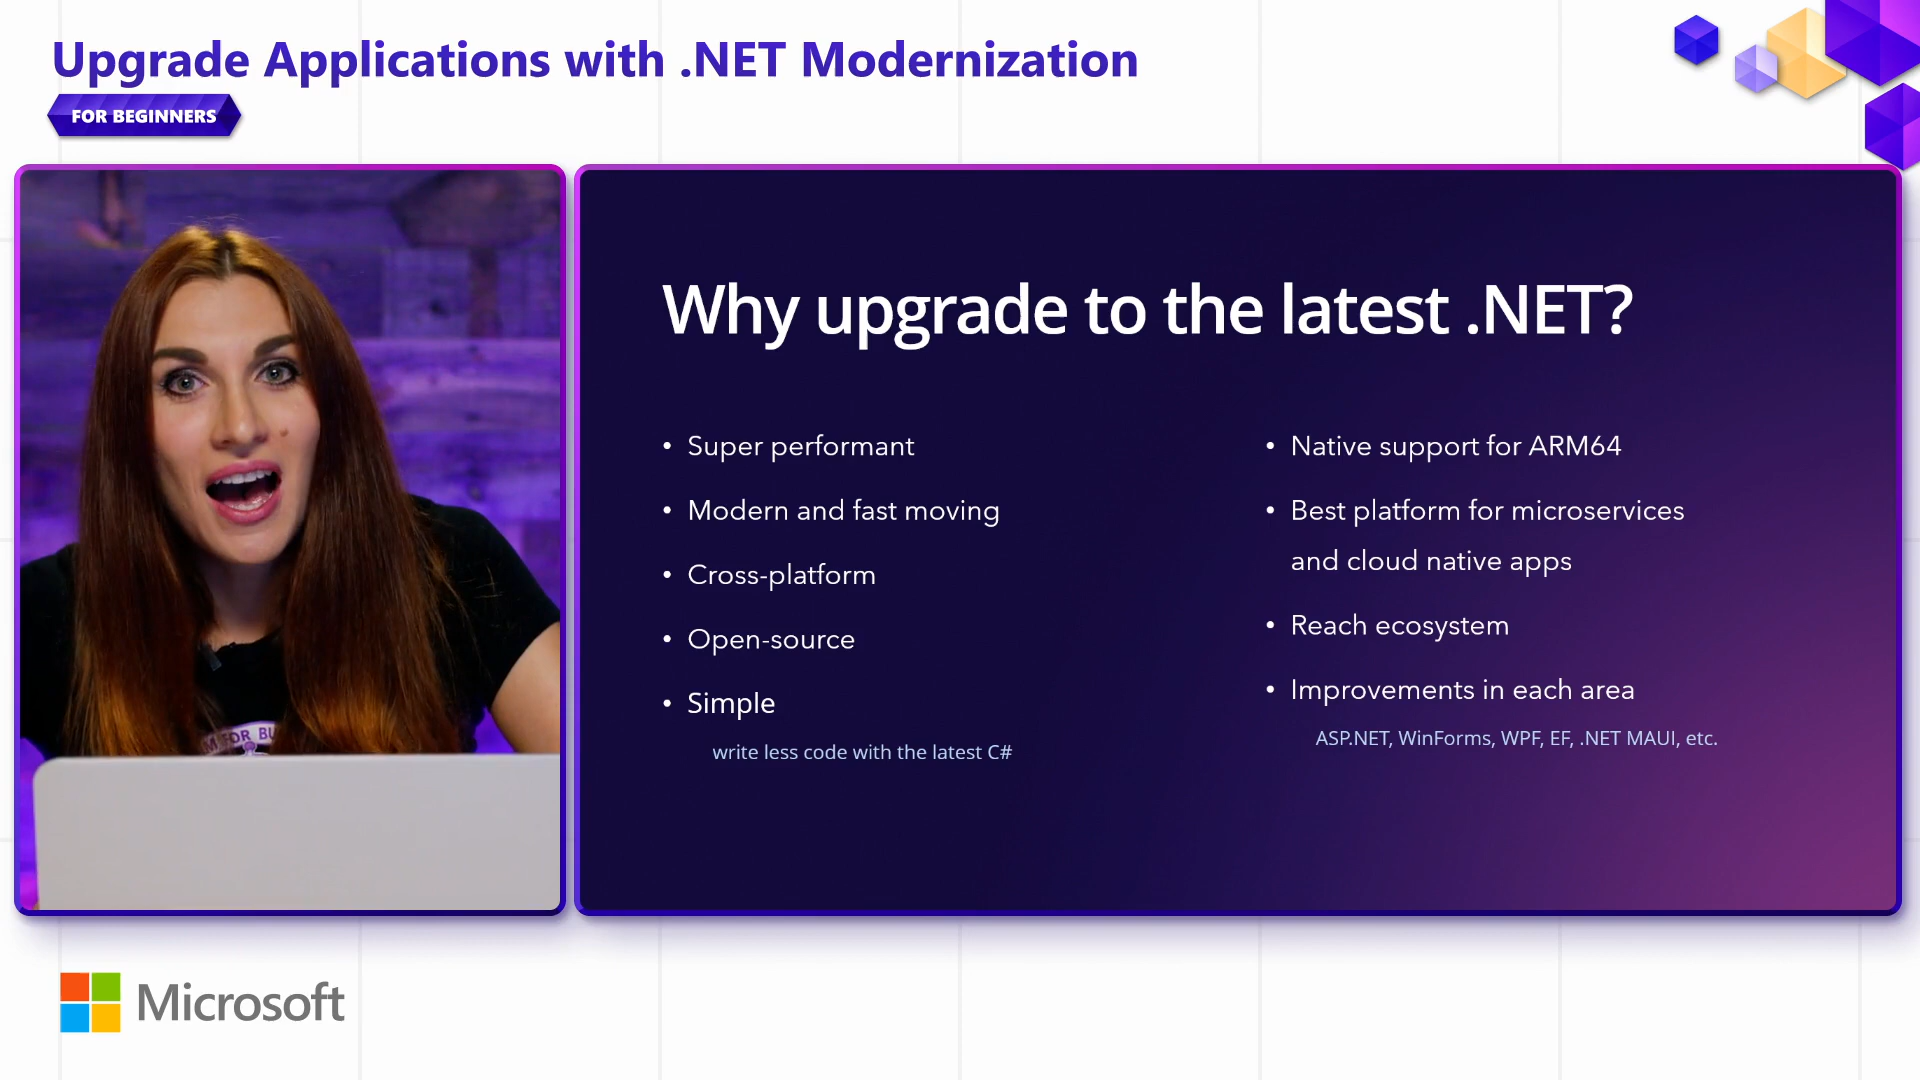 Upgrade Applications with .NET Modernization
FOR BEGINNERS
Why upgrade to the latest .NET?
• Super performant
• Modern and fast moving
• Cross-platform
• Open-source
• Simple
write less code with the latest C#
• Native support for ARM64
• Best platform for microservices
and cloud native apps
• Reach ecosystem
• Improvements in each area
ASP.NET, WinForms, WPF, EF, .NET MAUI, etc.
Microsoft